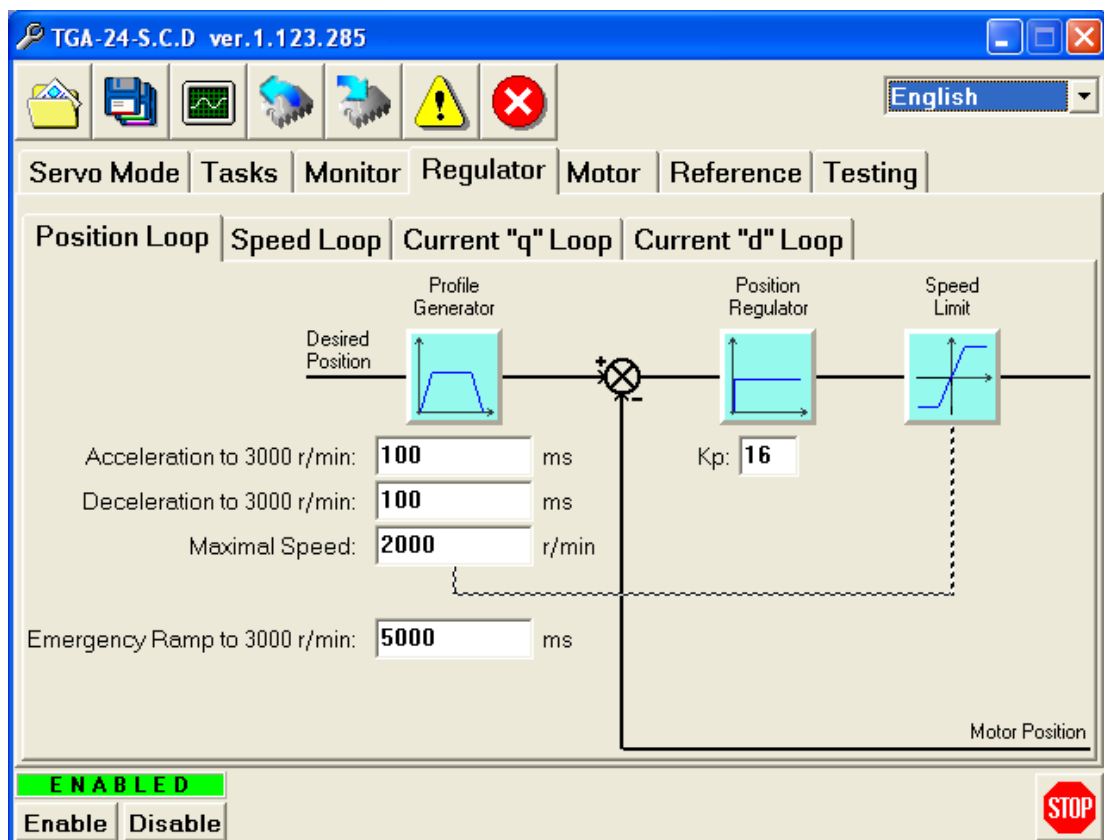 TGA-24-S.C.D ver.1.123.285
English
Servo Mode Tasks Monitor Regulator Motor Reference Testing
Position Loop Speed Loop Current "q" Loop Current "d" Loop
Profile
Generator
Position
Regulator
Speed
Limit
Desired
Position
+
-
Acceleration to 3000 r/min: 100 ms
Kp: 16
Deceleration to 3000 r/min: 100 ms
Maximal Speed: 2000 r/min
Emergency Ramp to 3000 r/min: 5000 ms
Motor Position
ENABLED
Enable Disable
STOP